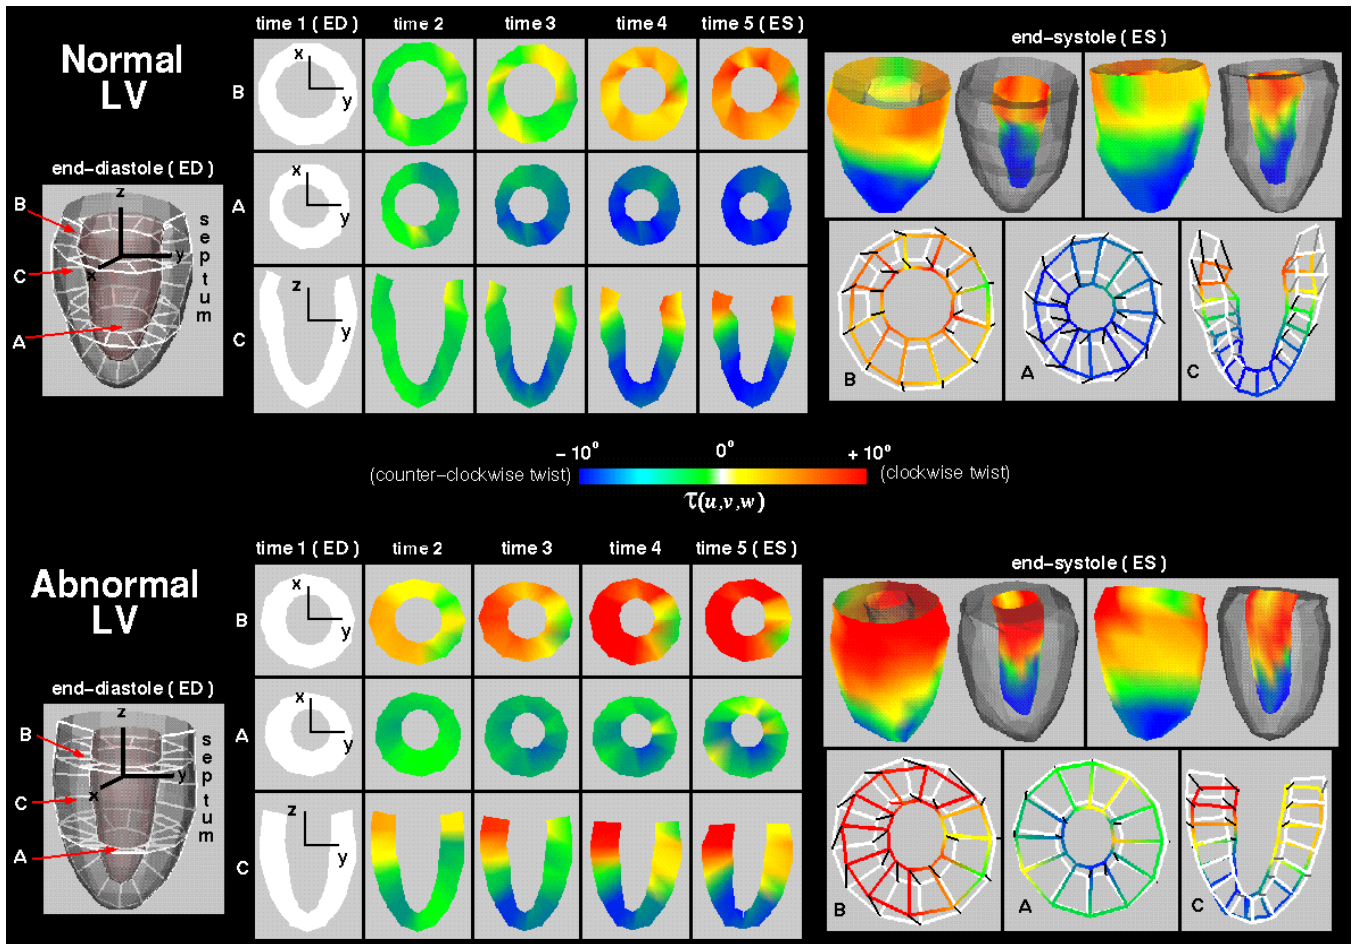 Normal
LV
time 1 ( ED )
time 2
time 3
time 4
time 5 ( ES )
end-systole ( ES )
B
x
y
end-diastole ( ED )
A
x
y
C
z
y
B
C
A
z
y
x
septum
B
A
C
- 10°
0°
+ 10°
(counter-clockwise twist)
(clockwise twist)
τ(u,v,w)
Abnormal
LV
time 1 ( ED )
time 2
time 3
time 4
time 5 ( ES )
end-systole ( ES )
B
x
y
end-diastole ( ED )
A
x
y
C
z
y
B
C
A
z
y
x
septum
B
A
C